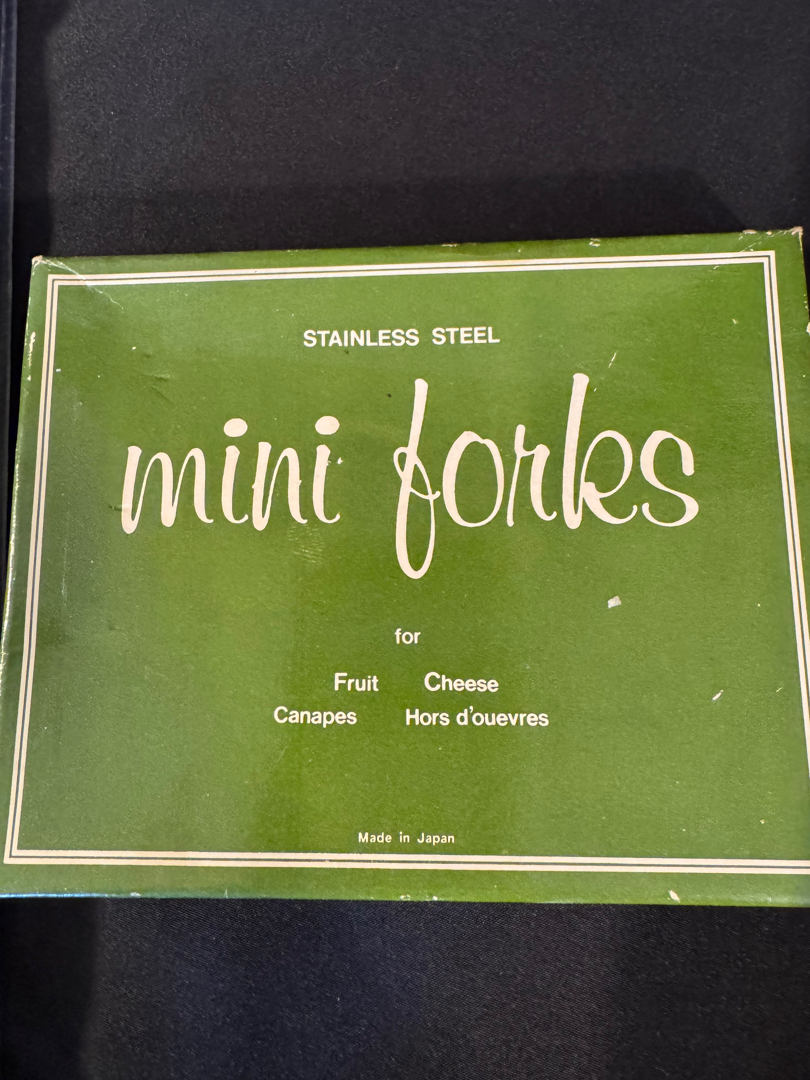 STAINLESS STEEL
mini forks
for
Fruit Cheese
Canapes Hors d'ouevres
Made in Japan